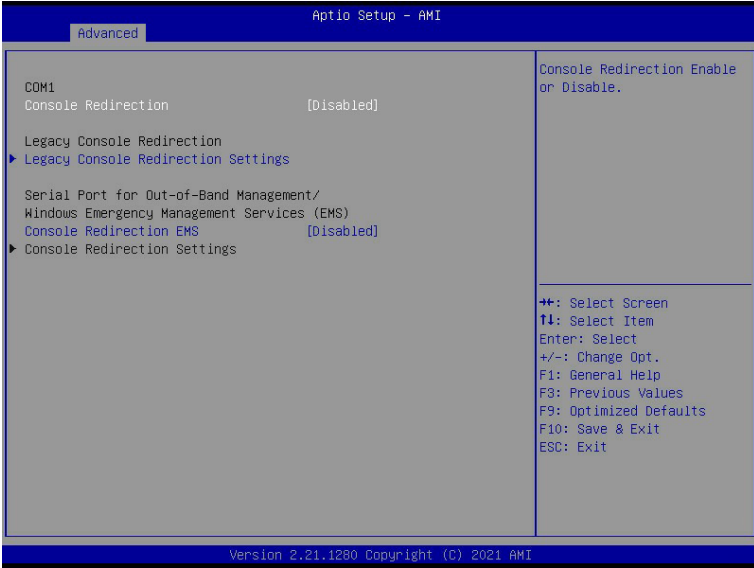 Aptio Setup – AMI
Advanced
COM1
Console Redirection [Disabled]
Legacy Console Redirection
▶ Legacy Console Redirection Settings
Serial Port for Out-of-Band Management/
Windows Emergency Management Services (EMS)
Console Redirection EMS [Disabled]
▶ Console Redirection Settings
Console Redirection Enable
or Disable.
→←: Select Screen
↑↓: Select Item
Enter: Select
+/-: Change Opt.
F1: General Help
F3: Previous Values
F9: Optimized Defaults
F10: Save & Exit
ESC: Exit
Version 2.21.1280 Copyright (C) 2021 AMI